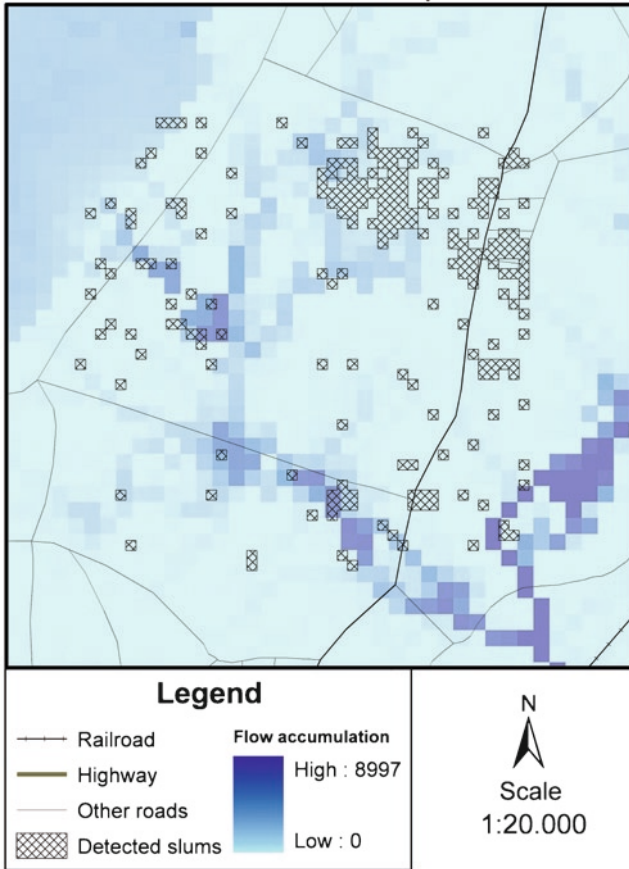 Legend
Railroad
Highway
Other roads
Detected slums
Flow accumulation
High : 8997
Low : 0
N
Scale
1:20.000